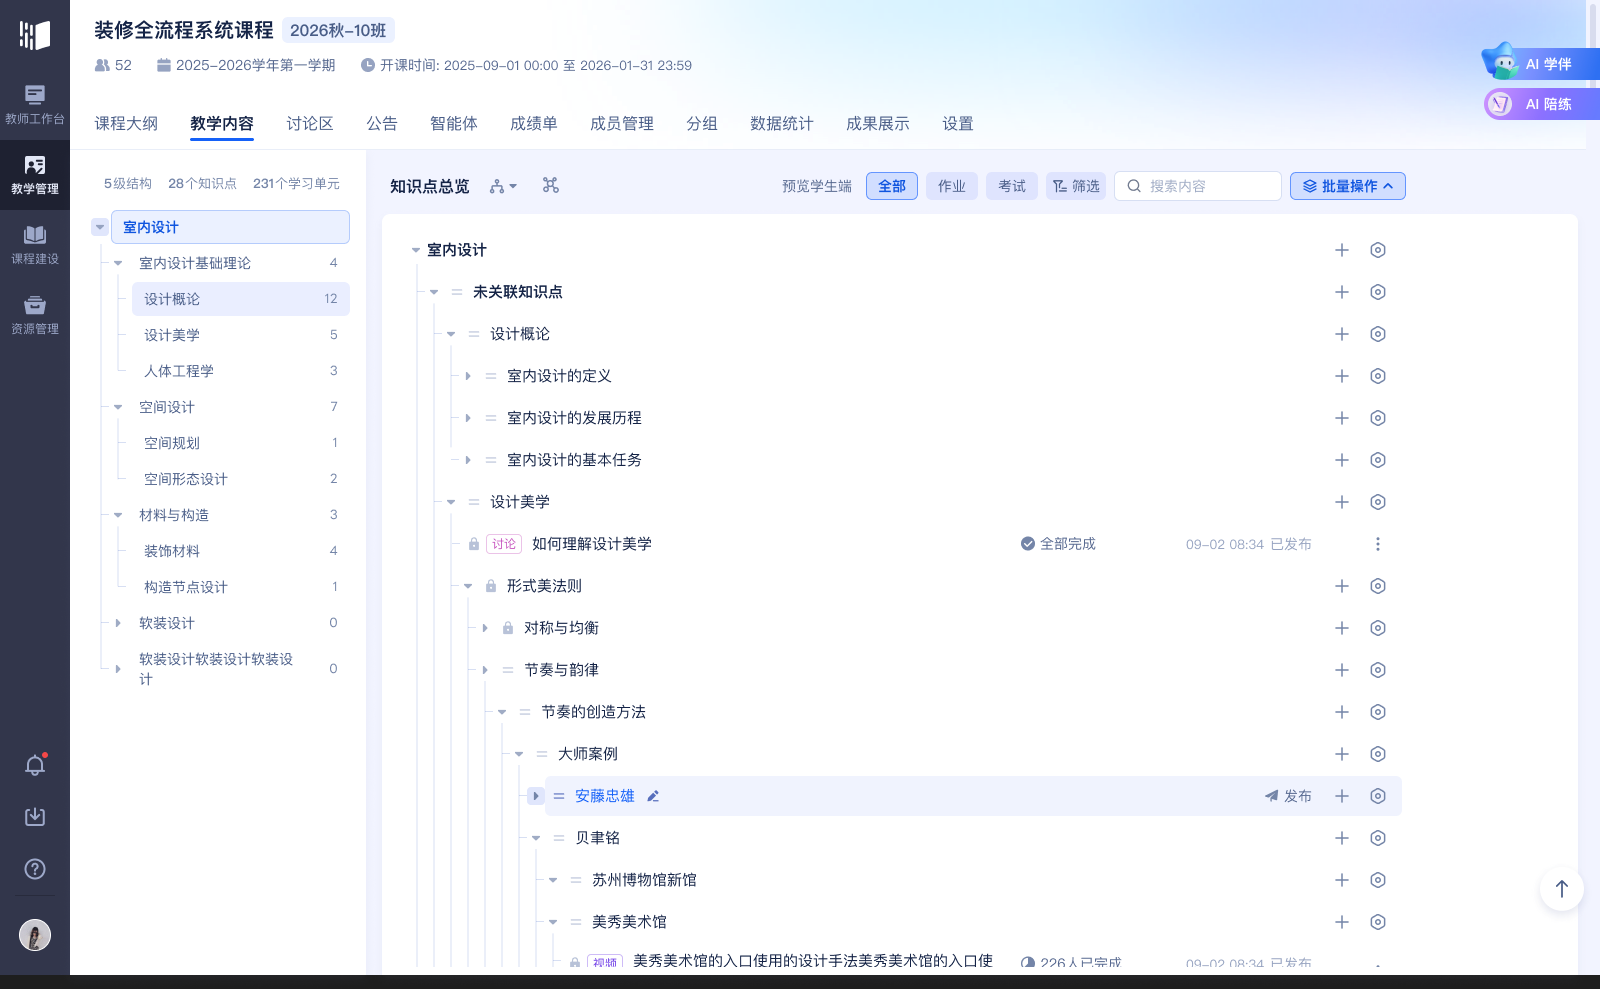 装修全流程系统课程 2026秋-10班
52 2025-2026学年第一学期 开课时间: 2025-09-01 00:00 至 2026-01-31 23:59
AI 学伴
AI 陪练
课程大纲 教学内容 讨论区 公告 智能体 成绩单 成员管理 分组 数据统计 成果展示 设置
教师工作台
教学管理
课程建设
资源管理
5级结构 28个知识点 231个学习单元
室内设计
室内设计基础理论 4
设计概论 12
设计美学 5
人体工程学 3
空间设计 7
空间规划 1
空间形态设计 2
材料与构造 3
装饰材料 4
构造节点设计 1
软装设计 0
软装设计软装设计软装设
计 0
知识点总览 预览学生端 全部 作业 考试 筛选 搜索内容 批量操作
室内设计
未关联知识点
设计概论
室内设计的定义
室内设计的发展历程
室内设计的基本任务
设计美学
讨论 如何理解设计美学 全部完成 09-02 08:34 已发布
形式美法则
对称与均衡
节奏与韵律
节奏的创造方法
大师案例
安藤忠雄 发布
贝聿铭
苏州博物馆新馆
美秀美术馆
视频 美秀美术馆的入口使用的设计手法美秀美术馆的入口使 226人已完成 09-02 08:34 已发布